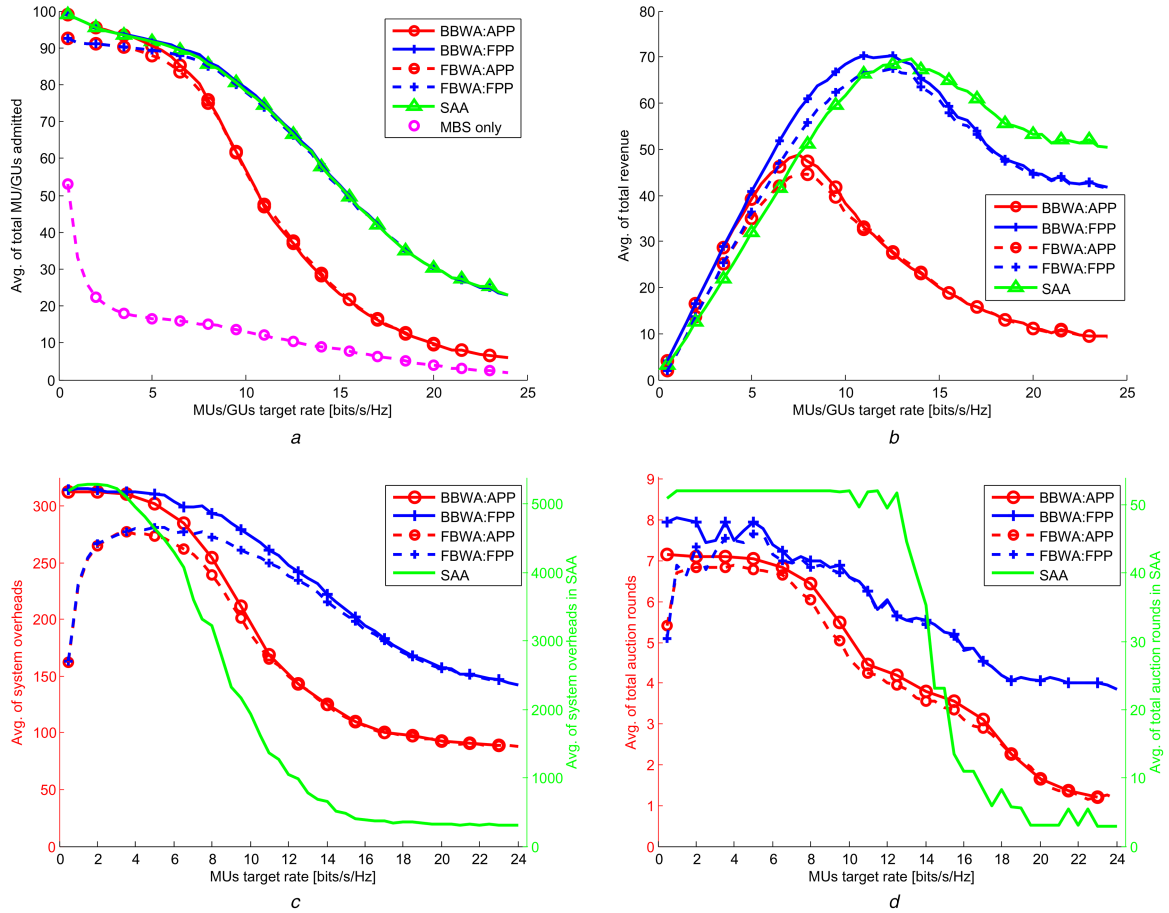 100
90
80
70
60
50
40
30
20
10
0
0
5
10
15
20
25
Avg. of total MU/GUs admitted
MUs/GUs target rate [bits/s/Hz]
BBWA:APP
BBWA:FPP
FBWA:APP
FBWA:FPP
SAA
MBS only
a
80
70
60
50
40
30
20
10
0
0
5
10
15
20
25
Avg. of total revenue
MUs/GUs target rate [bits/s/Hz]
BBWA:APP
BBWA:FPP
FBWA:APP
FBWA:FPP
SAA
b
300
250
200
150
100
50
0
0
2
4
6
8
10
12
14
16
18
20
22
24
Avg. of system overheads
MUs target rate [bits/s/Hz]
BBWA:APP
BBWA:FPP
FBWA:APP
FBWA:FPP
SAA
5200
4200
3000
5000
1000
0
Avg. of system overheads in SAA
c
9
8
7
6
5
4
3
2
1
0
0
2
4
6
8
10
12
14
16
18
20
22
24
Avg. of total auction rounds
MUs target rate [bits/s/Hz]
BBWA:APP
BBWA:FPP
FBWA:APP
FBWA:FPP
SAA
50
40
30
20
10
0
Avg. of total auction rounds in SAA
d